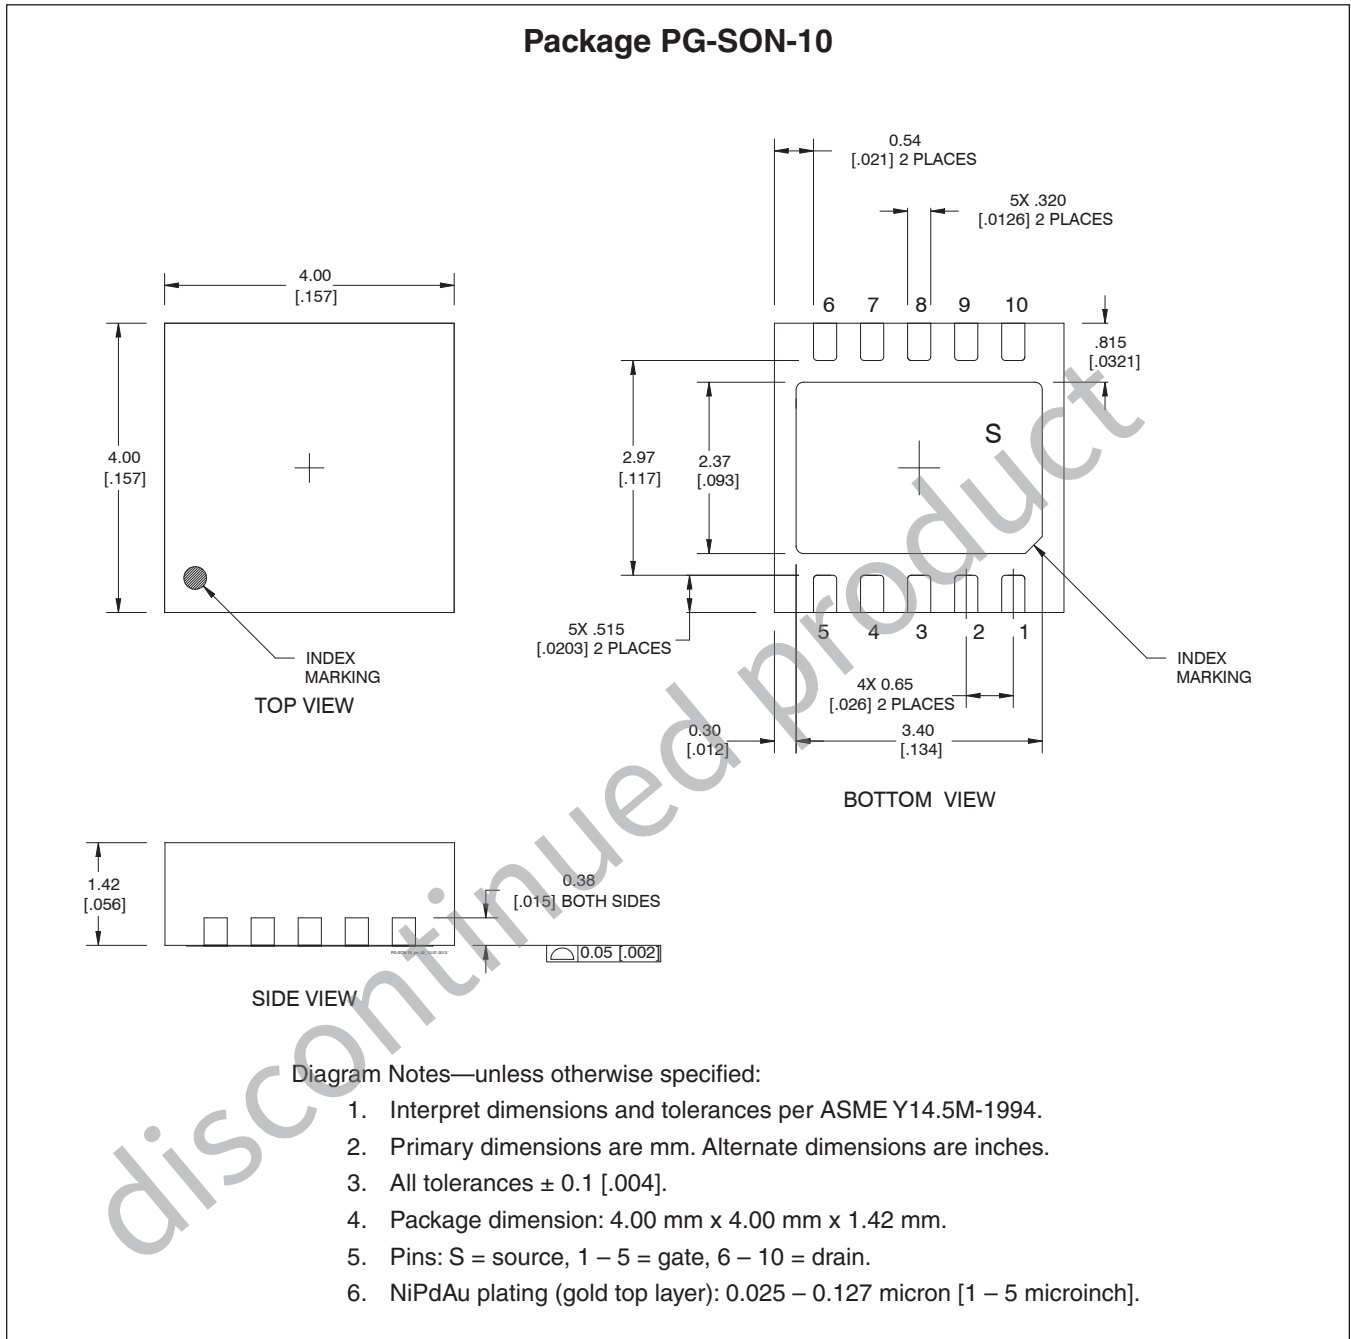 Package PG-SON-10
0.54
[.021] 2 PLACES
5X .320
[.0126] 2 PLACES
4.00
[.157]
6 7 8 9 10
.815
[.0321]
S
4.00
[.157]
2.97
[.117]
2.37
[.093]
5X .515
[.0203] 2 PLACES
5 4 3 2 1
INDEX
MARKING
TOP VIEW
INDEX
MARKING
4X 0.65
[.026] 2 PLACES
0.30
[.012]
3.40
[.134]
BOTTOM VIEW
1.42
[.056]
0.38
[.015] BOTH SIDES
0.05 [.002]
SIDE VIEW
discontinued product
Diagram Notes—unless otherwise specified:
1. Interpret dimensions and tolerances per ASME Y14.5M-1994.
2. Primary dimensions are mm. Alternate dimensions are inches.
3. All tolerances ± 0.1 [.004].
4. Package dimension: 4.00 mm x 4.00 mm x 1.42 mm.
5. Pins: S = source, 1 – 5 = gate, 6 – 10 = drain.
6. NiPdAu plating (gold top layer): 0.025 – 0.127 micron [1 – 5 microinch].